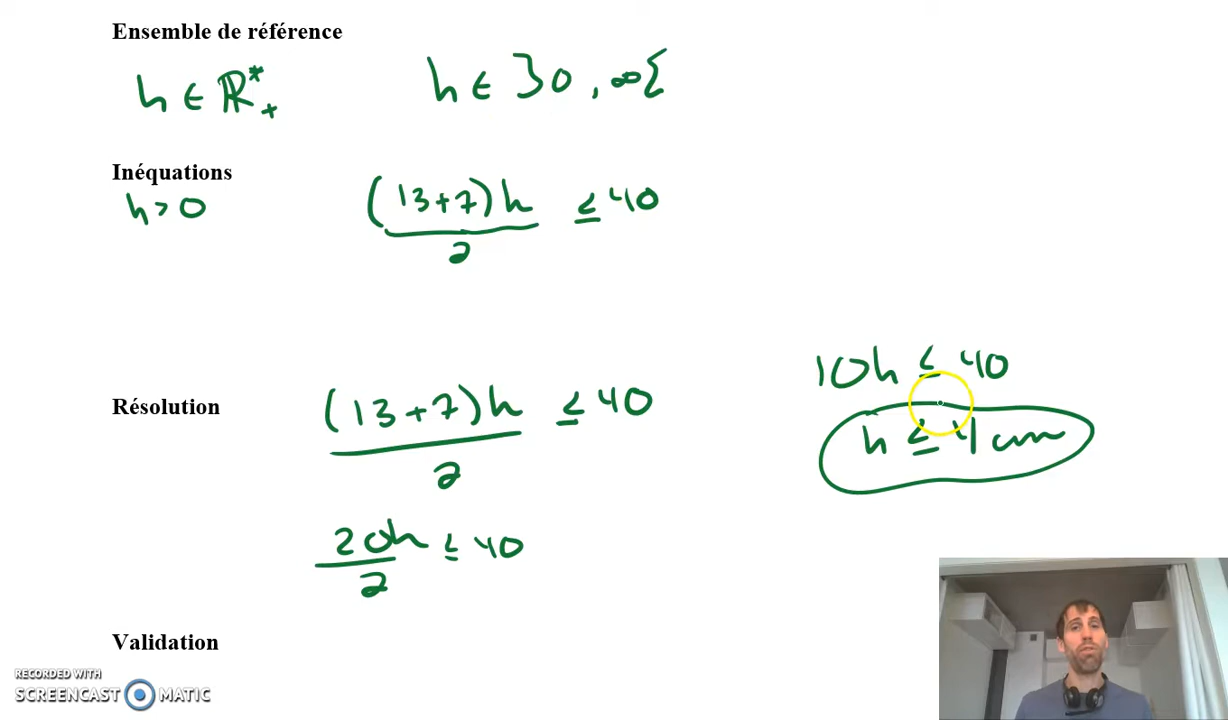 Ensemble de référence
h ∈ ℝ*₊ h ∈ ]0, ∞[
Inéquations
h > 0 (13+7)h / 2 ≤ 40
10h ≤ 40
Résolution (13+7)h / 2 ≤ 40
h ≤ 4 cm
20h / 2 ≤ 40
Validation
RECORDED WITH
SCREENCAST MATIC